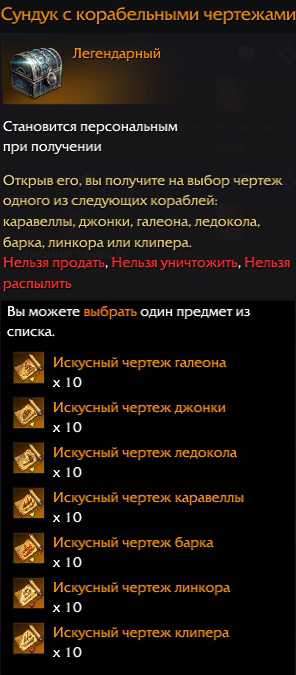 Сундук с корабельными чертежами
Легендарный
Становится персональным
при получении
Открыв его, вы получите на выбор чертеж
одного из следующих кораблей:
каравеллы, джонки, галеона, ледокола,
барка, линкора или клипера.
Нельзя продать, Нельзя уничтожить, Нельзя
распылить
Вы можете выбрать один предмет из
списка.
Искусный чертеж галеона
x 10
Искусный чертеж джонки
x 10
Искусный чертеж ледокола
x 10
Искусный чертеж каравеллы
x 10
Искусный чертеж барка
x 10
Искусный чертеж линкора
x 10
Искусный чертеж клипера
x 10